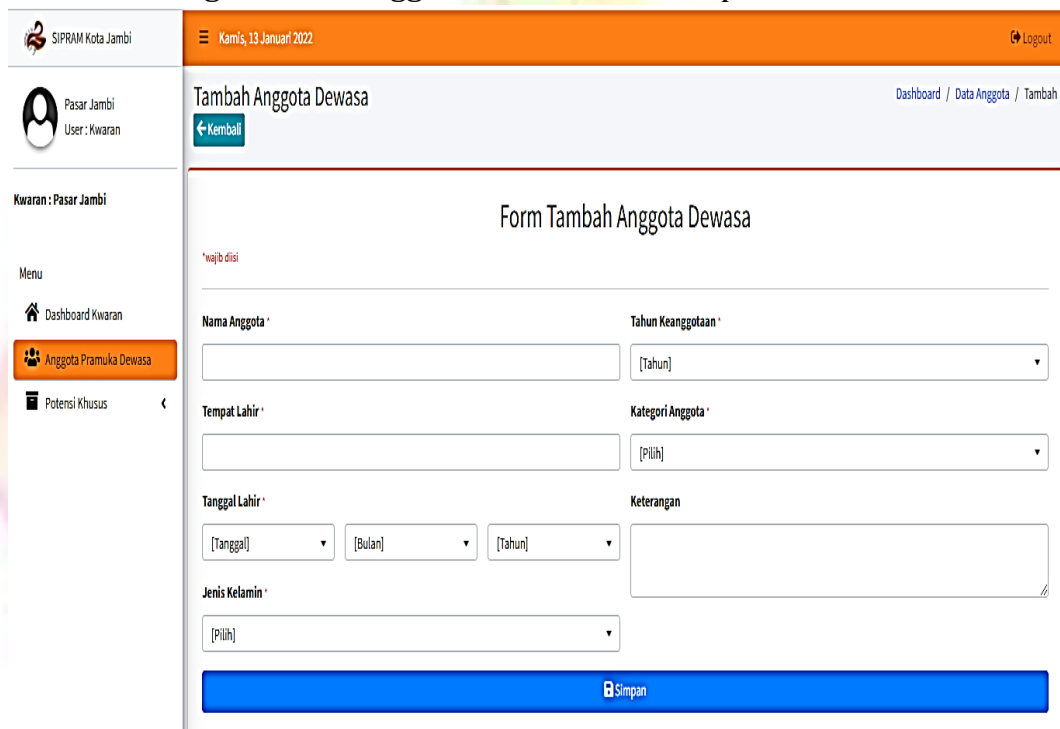 SIPRAM Kota Jambi
Kamis, 13 Januari 2022
Logout
Pasar Jambi
User : Kwaran
Tambah Anggota Dewasa
Dashboard / Data Anggota / Tambah
Kembali
Kwaran : Pasar Jambi
Menu
Dashboard Kwaran
Anggota Pramuka Dewasa
Potensi Khusus
Form Tambah Anggota Dewasa
*wajib diisi
Nama Anggota *
Tahun Keanggotaan *
[Tahun]
Tempat Lahir *
Kategori Anggota *
[Pilih]
Tanggal Lahir *
Keterangan
[Tanggal] [Bulan] [Tahun]
Jenis Kelamin *
[Pilih]
Simpan